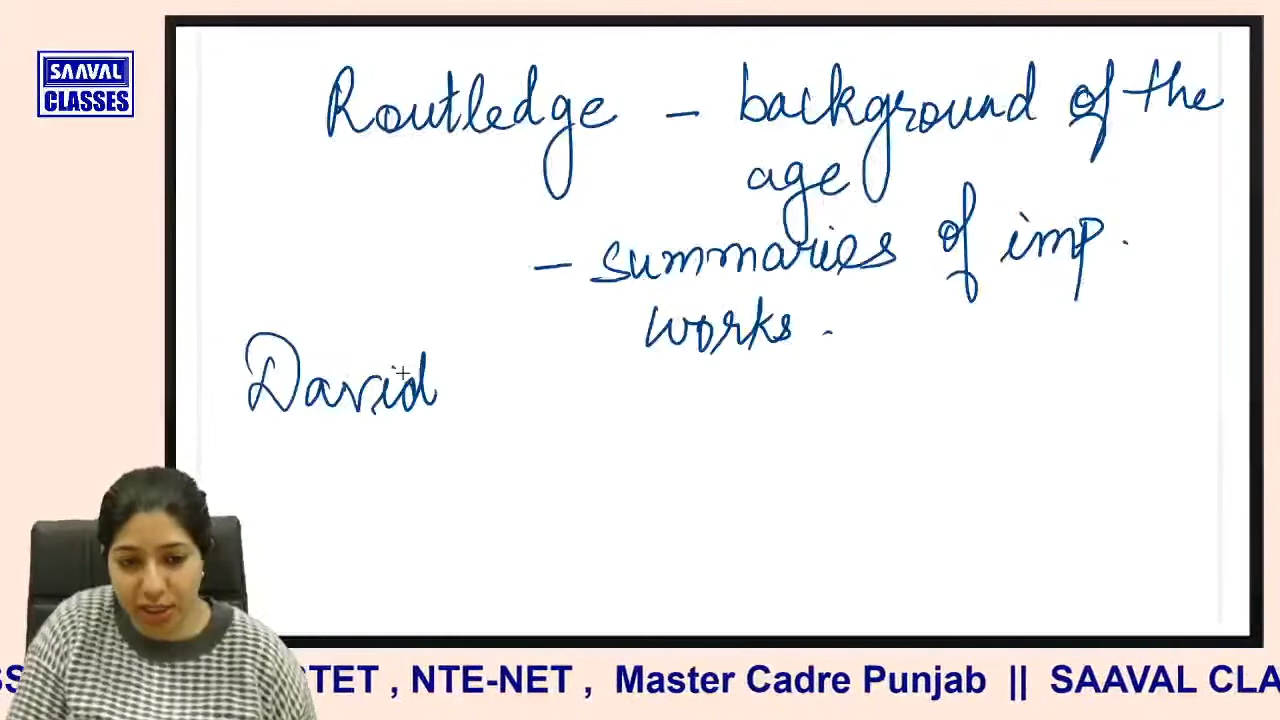 SAAVAL
CLASSES
Routledge - background of the
age
- summaries of imp.
works.
David
TET , NTE-NET , Master Cadre Punjab || SAAVAL CLA